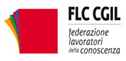 FLC CGIL
federazione
lavoratori
della conoscenza